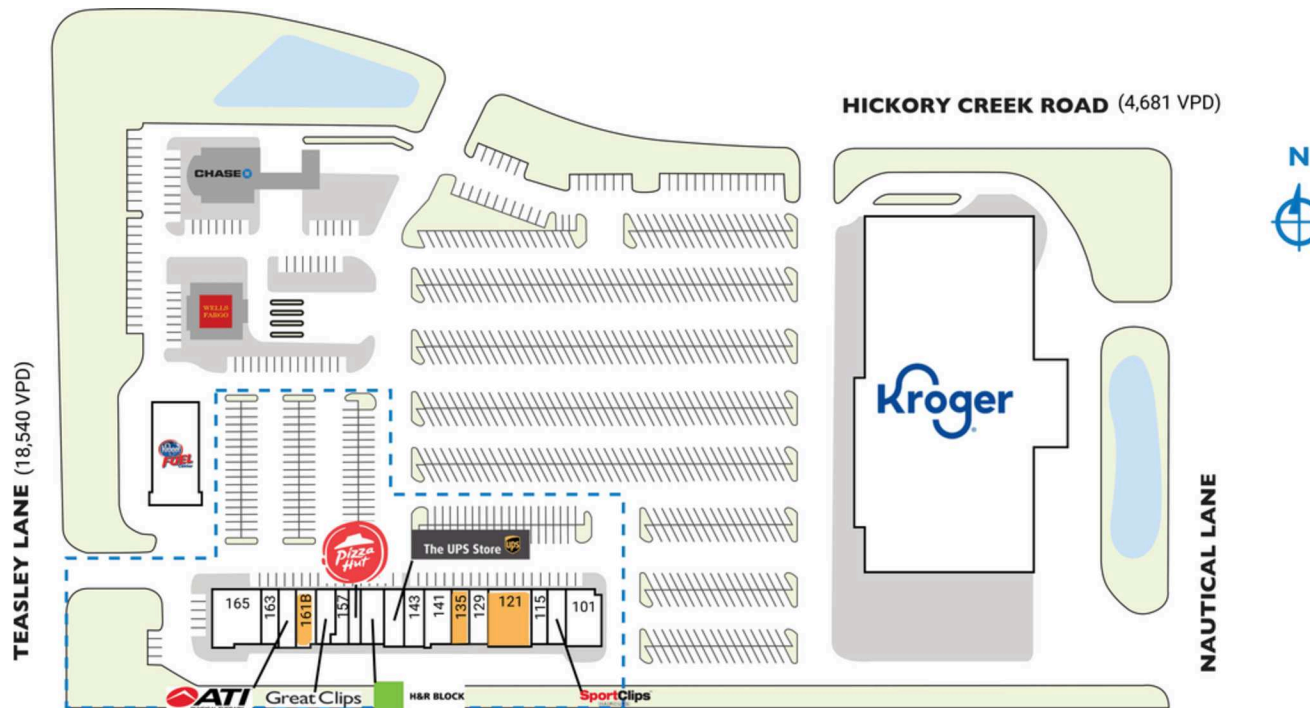 HICKORY CREEK ROAD (4,681 VPD)
N
CHASE
WELLS
FARGO
Kroger
Kroger
FUEL
TEASLEY LANE (18,540 VPD)
NAUTICAL LANE
Pizza
Hut
The UPS Store ups
165 163 161B 157 143 141 135 129 121 115 101
ATI Great Clips H&R BLOCK SportClips